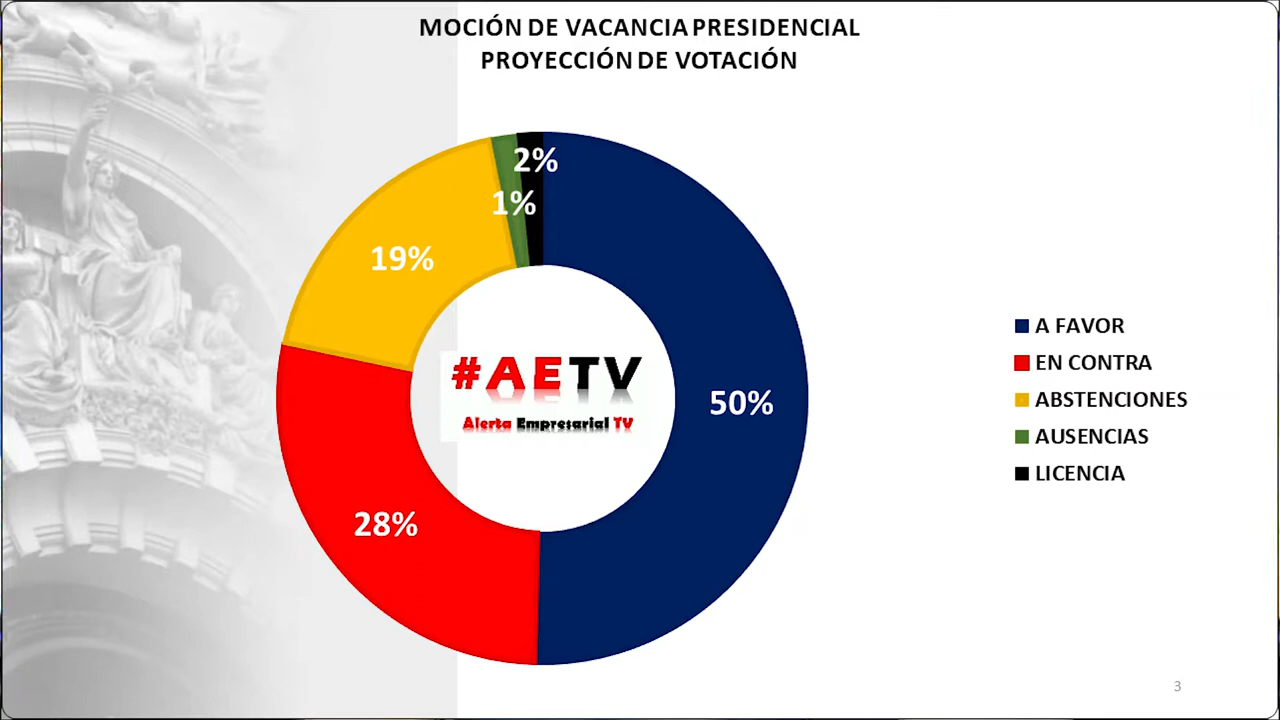 MOCIÓN DE VACANCIA PRESIDENCIAL
PROYECCIÓN DE VOTACIÓN
2%
1%
19%
50%
28%
#AETV
Alerta Empresarial TV
A FAVOR
EN CONTRA
ABSTENCIONES
AUSENCIAS
LICENCIA
3